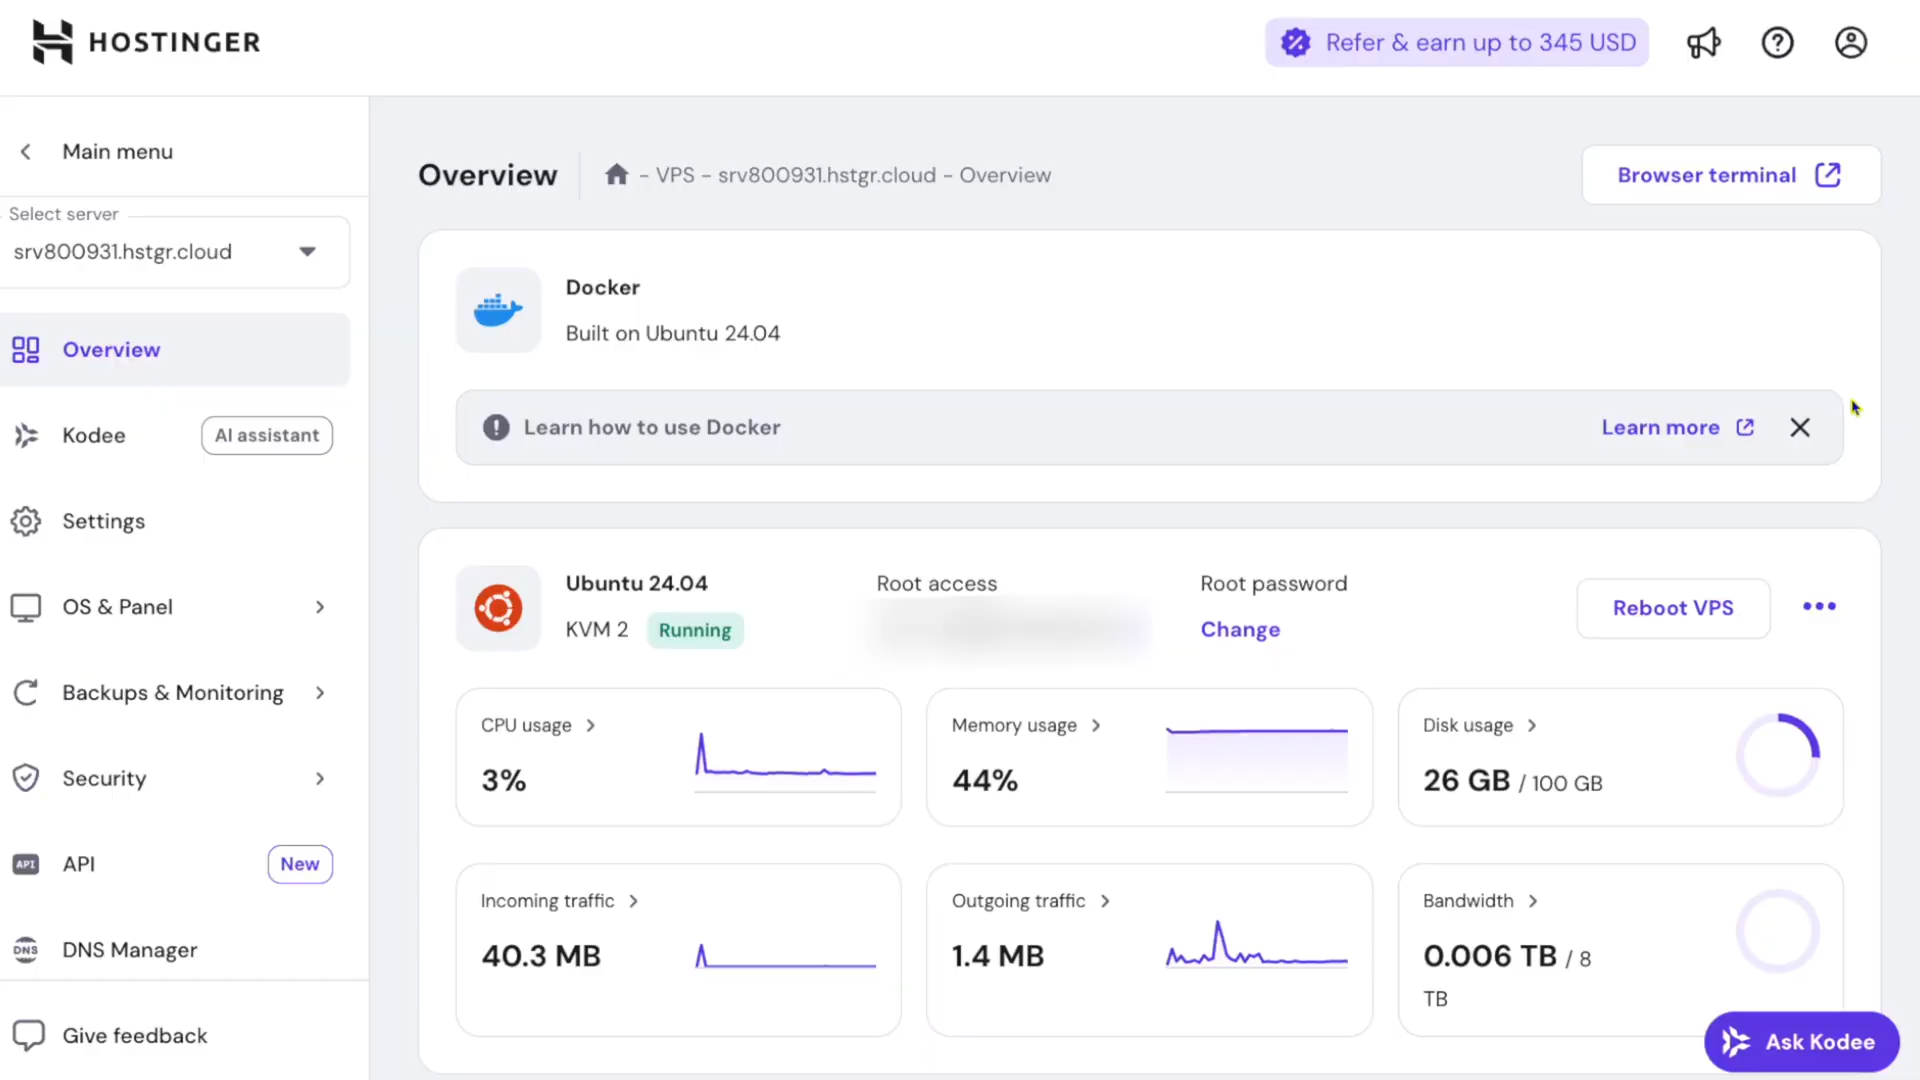 HOSTINGER
Refer & earn up to 345 USD
Main menu
Select server
srv800931.hstgr.cloud
Overview
Kodee
AI assistant
Settings
OS & Panel
Backups & Monitoring
Security
API
New
DNS Manager
Give feedback
Overview
- VPS - srv800931.hstgr.cloud - Overview
Browser terminal
Docker
Built on Ubuntu 24.04
Learn how to use Docker
Learn more
Ubuntu 24.04
KVM 2
Running
Root access
Root password
Change
Reboot VPS
CPU usage
3%
Memory usage
44%
Disk usage
26 GB / 100 GB
Incoming traffic
40.3 MB
Outgoing traffic
1.4 MB
Bandwidth
0.006 TB / 8
TB
Ask Kodee